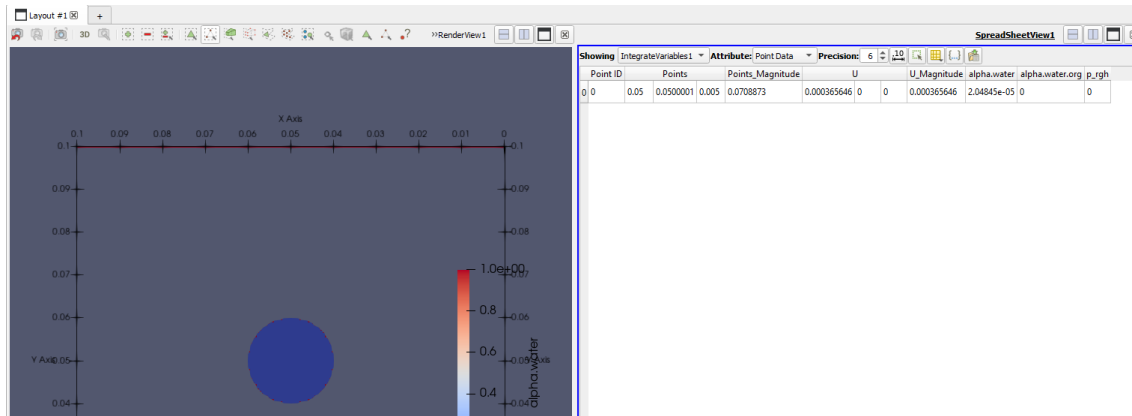 Layout #1 +
3D ? »RenderView1
SpreadSheetView1
Showing IntegrateVariables1 Attribute: Point Data Precision: 6
Point ID Points Points_Magnitude U U_Magnitude alpha.water alpha.water.org p_rgh
0 0 0.05 0.0500001 0.005 0.0708873 0.000365646 0 0 0.000365646 2.04845e-05 0 0
X Axis
0.1 0.09 0.08 0.07 0.06 0.05 0.04 0.03 0.02 0.01 0
0.1 0.1
0.09 0.09
0.08 0.08
0.07 1.0e+00 0.07
0.06 0.8 0.06
Y Axis 0.05 0.6 0.05 Y Axis
0.04 0.4 0.04
alpha.water